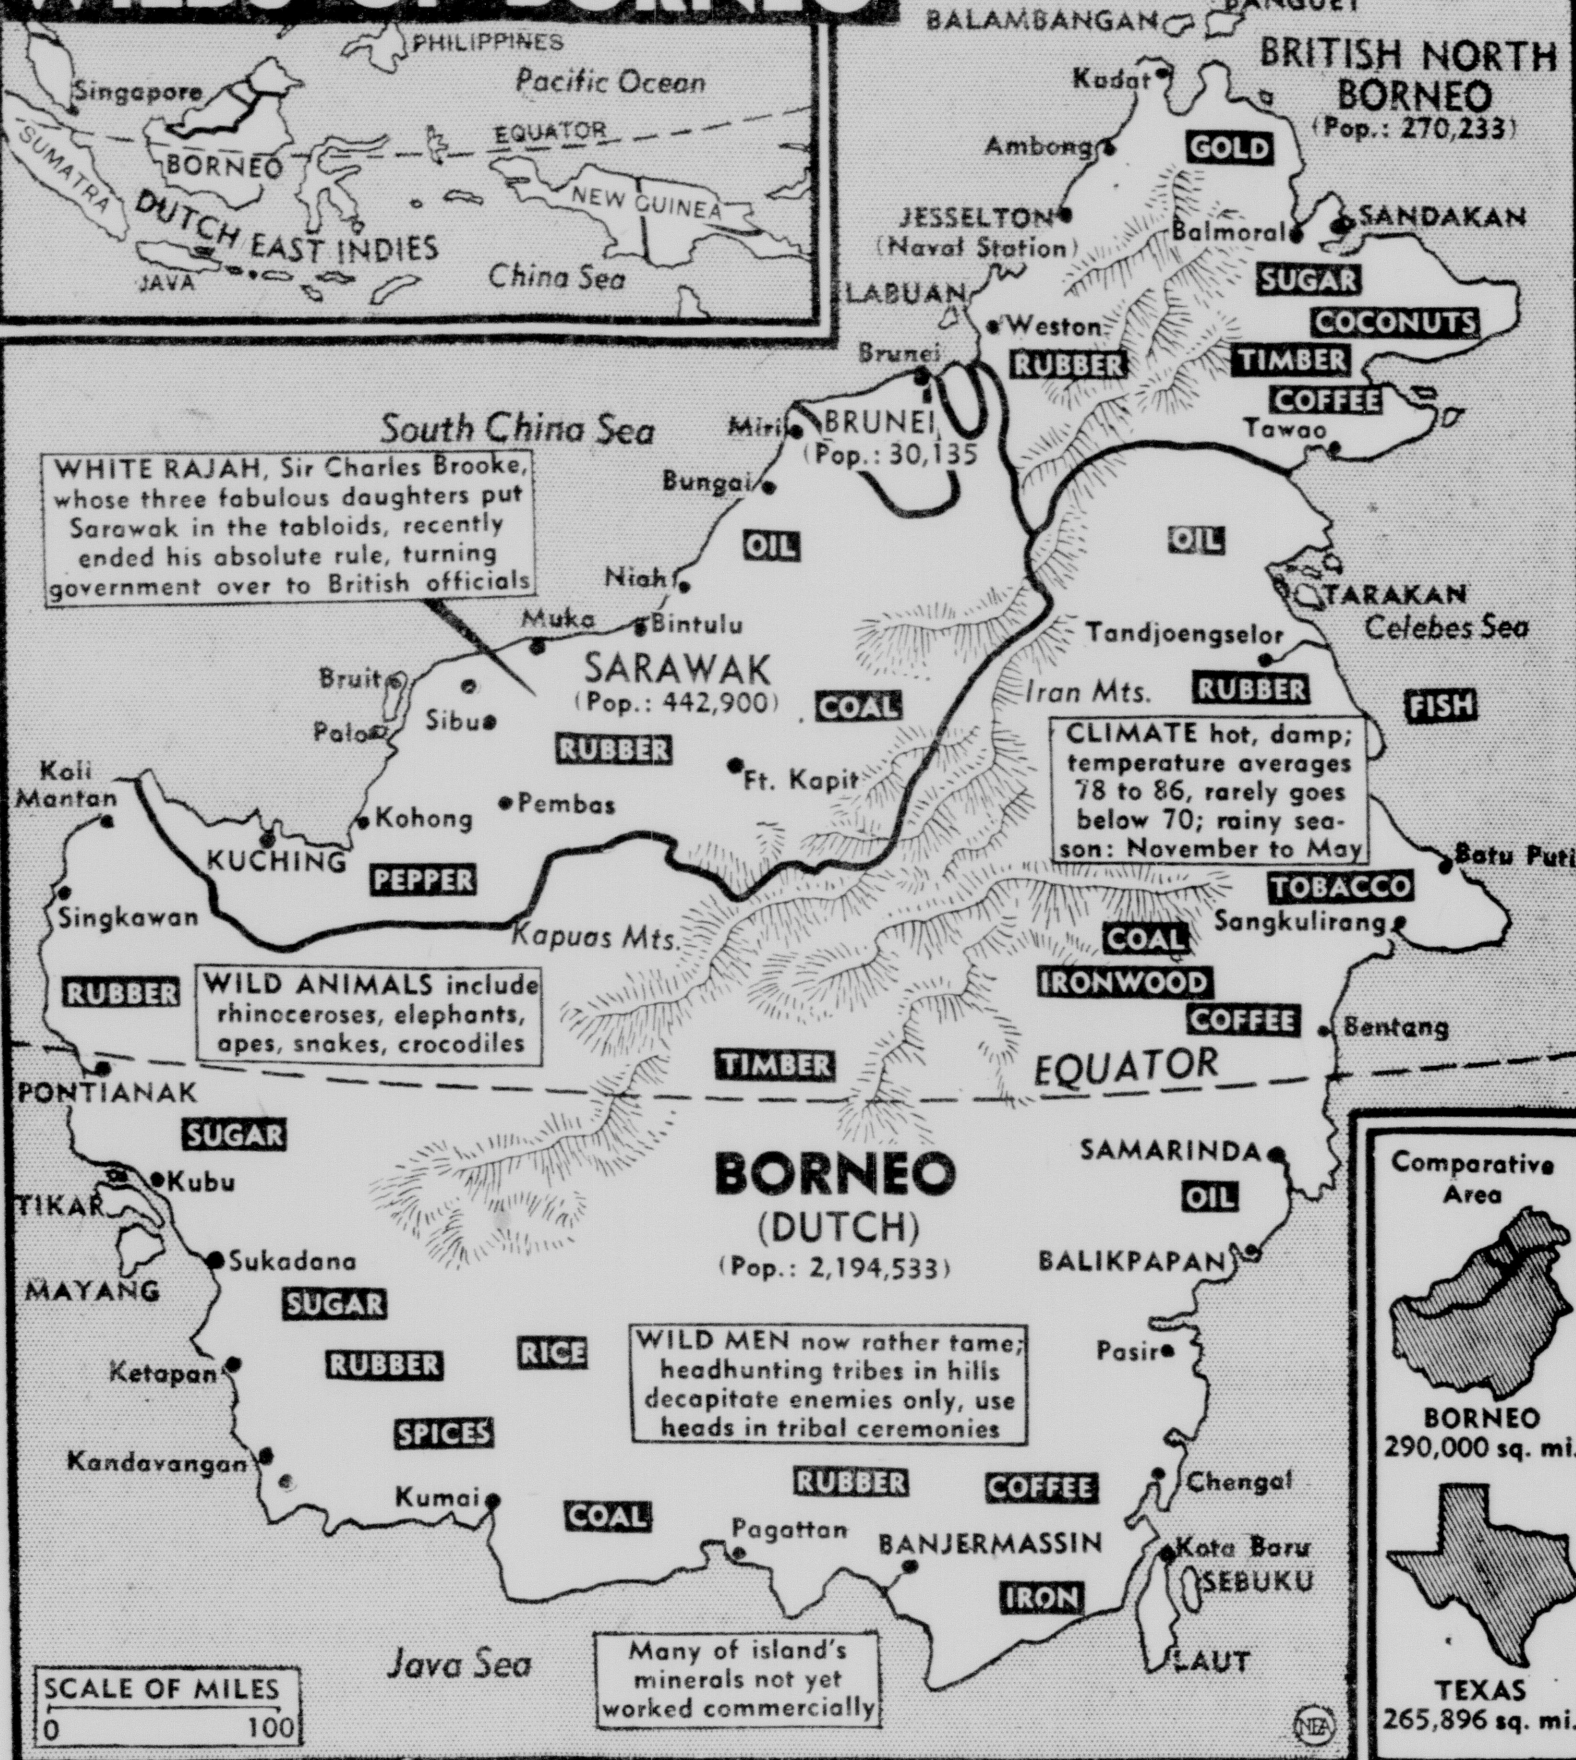 WILDS OF BORNEO
PHILIPPINES
Pacific Ocean
Singapore
EQUATOR
SUMATRA
BORNEO
NEW GUINEA
DUTCH EAST INDIES
JAVA
China Sea
BALAMBANGAN
BANGUET
BRITISH NORTH
BORNEO
(Pop.: 270,233)
Kudat
GOLD
Ambong
JESSELTON
(Naval Station)
Balmoral
SANDAKAN
SUGAR
LABUAN
COCONUTS
Weston
RUBBER
TIMBER
Brunei
COFFEE
Tawao
South China Sea
Miri
BRUNEI
(Pop.: 30,135
Bungai
WHITE RAJAH, Sir Charles Brooke,
whose three fabulous daughters put
Sarawak in the tabloids, recently
ended his absolute rule, turning
government over to British officials
OIL
OIL
Niah
TARAKAN
Celebes Sea
Muka
Bintulu
Tandjoengselor
SARAWAK
(Pop.: 442,900)
Bruit
Iran Mts.
RUBBER
Sibu
COAL
FISH
Palo
RUBBER
CLIMATE hot, damp;
temperature averages
78 to 86, rarely goes
below 70; rainy sea-
son: November to May
Koli
Mantan
Ft. Kapit
Pembas
Kohong
KUCHING
PEPPER
Batu Puti
TOBACCO
Singkawan
Sangkulirang
Kapuas Mts.
COAL
RUBBER
WILD ANIMALS include
rhinoceroses, elephants,
apes, snakes, crocodiles
IRONWOOD
COFFEE
Bentang
TIMBER
EQUATOR
PONTIANAK
SUGAR
BORNEO
(DUTCH)
(Pop.: 2,194,533)
SAMARINDA
Kubu
OIL
TIKAR
Sukadana
BALIKPAPAN
MAYANG
SUGAR
Comparative
Area
BORNEO
290,000 sq. mi.
TEXAS
265,896 sq. mi.
Ketapan
RUBBER
RICE
WILD MEN now rather tame;
headhunting tribes in hills
decapitate enemies only, use
heads in tribal ceremonies
Pasir
SPICES
Kandavangan
RUBBER
COFFEE
Chengal
Kumai
COAL
Pagattan
BANJERMASSIN
Kota Baru
SEBUKU
IRON
Java Sea
Many of island's
minerals not yet
worked commercially
LAUT
SCALE OF MILES
0 100
NEA